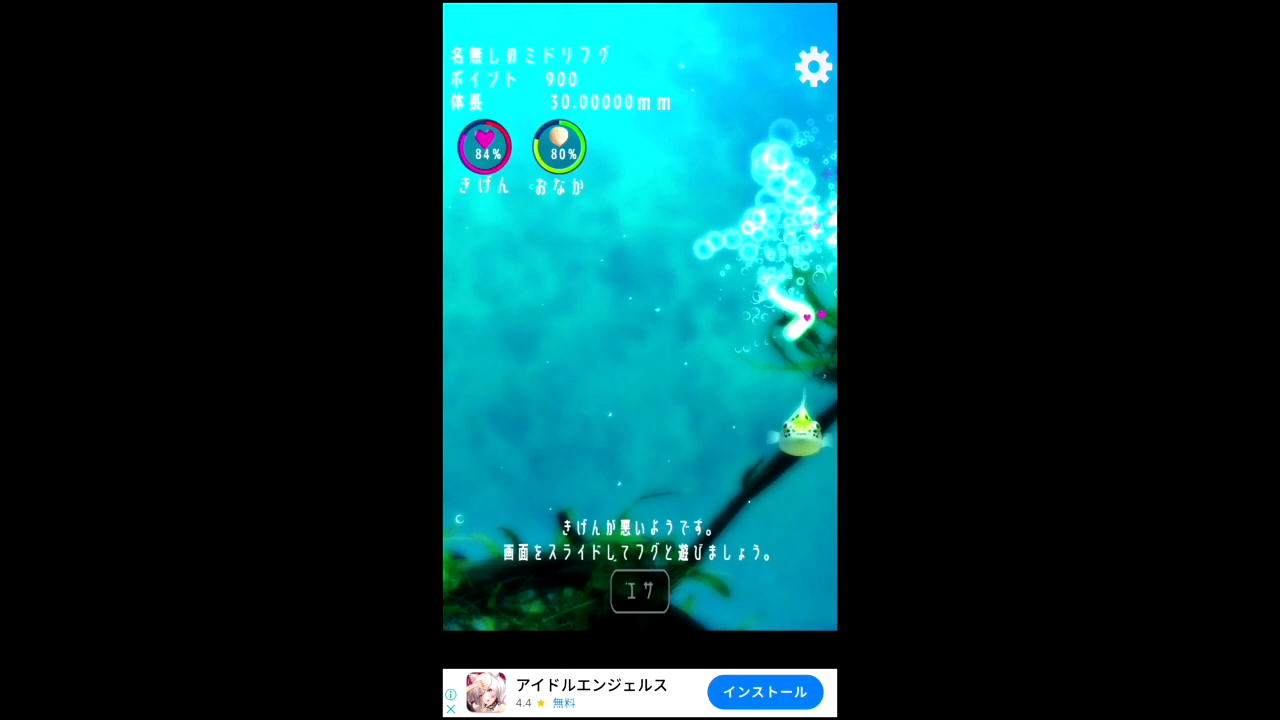 名無しのミドリフグ
ポイント 900
体長 30.00000mm
84% 80%
きげん おなか
きげんが悪いようです。
画面をスライドしてフグと遊びましょう。
エサ
アイドルエンジェルス
4.4 ★ 無料
インストール